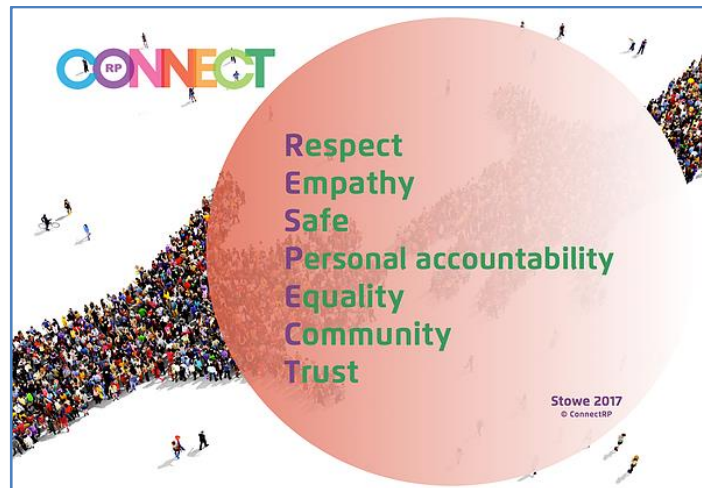 CONNECT
RP
Respect
Empathy
Safe
Personal accountability
Equality
Community
Trust
Stowe 2017
© ConnectRP